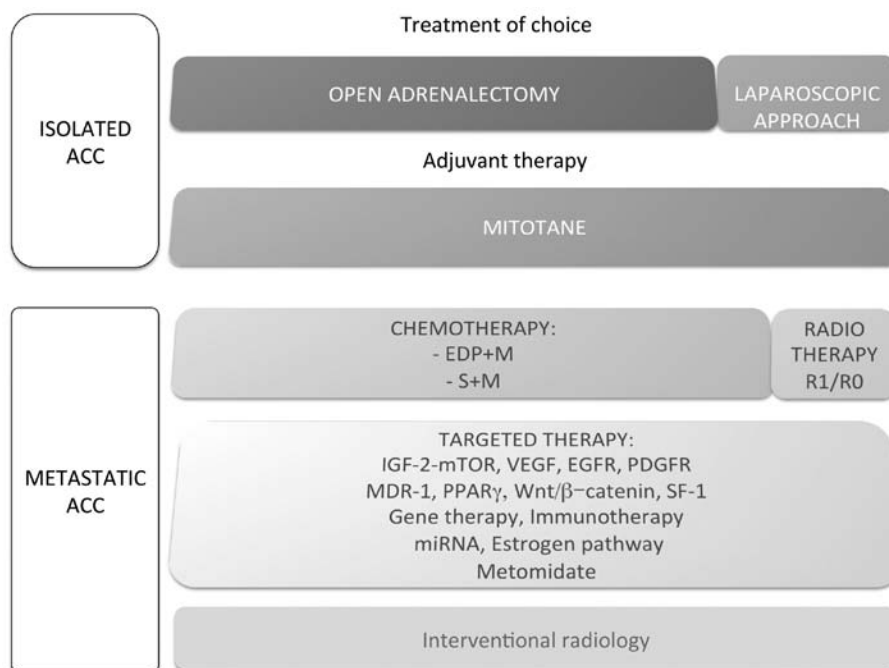 Treatment of choice
ISOLATED
ACC
OPEN ADRENALECTOMY
LAPAROSCOPIC
APPROACH
Adjuvant therapy
MITOTANE
METASTATIC
ACC
CHEMOTHERAPY:
- EDP+M
- S+M
RADIO
THERAPY
R1/R0
TARGETED THERAPY:
IGF-2-mTOR, VEGF, EGFR, PDGFR
MDR-1, PPARγ, Wnt/β−catenin, SF-1
Gene therapy, Immunotherapy
miRNA, Estrogen pathway
Metomidate
Interventional radiology